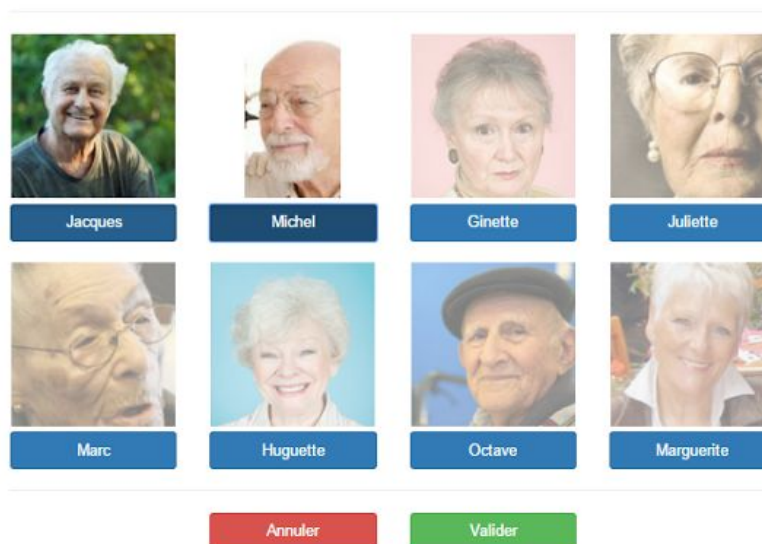 Jacques Michel Ginette Juliette
Marc Huguette Octave Marguerite
Annuler Valider